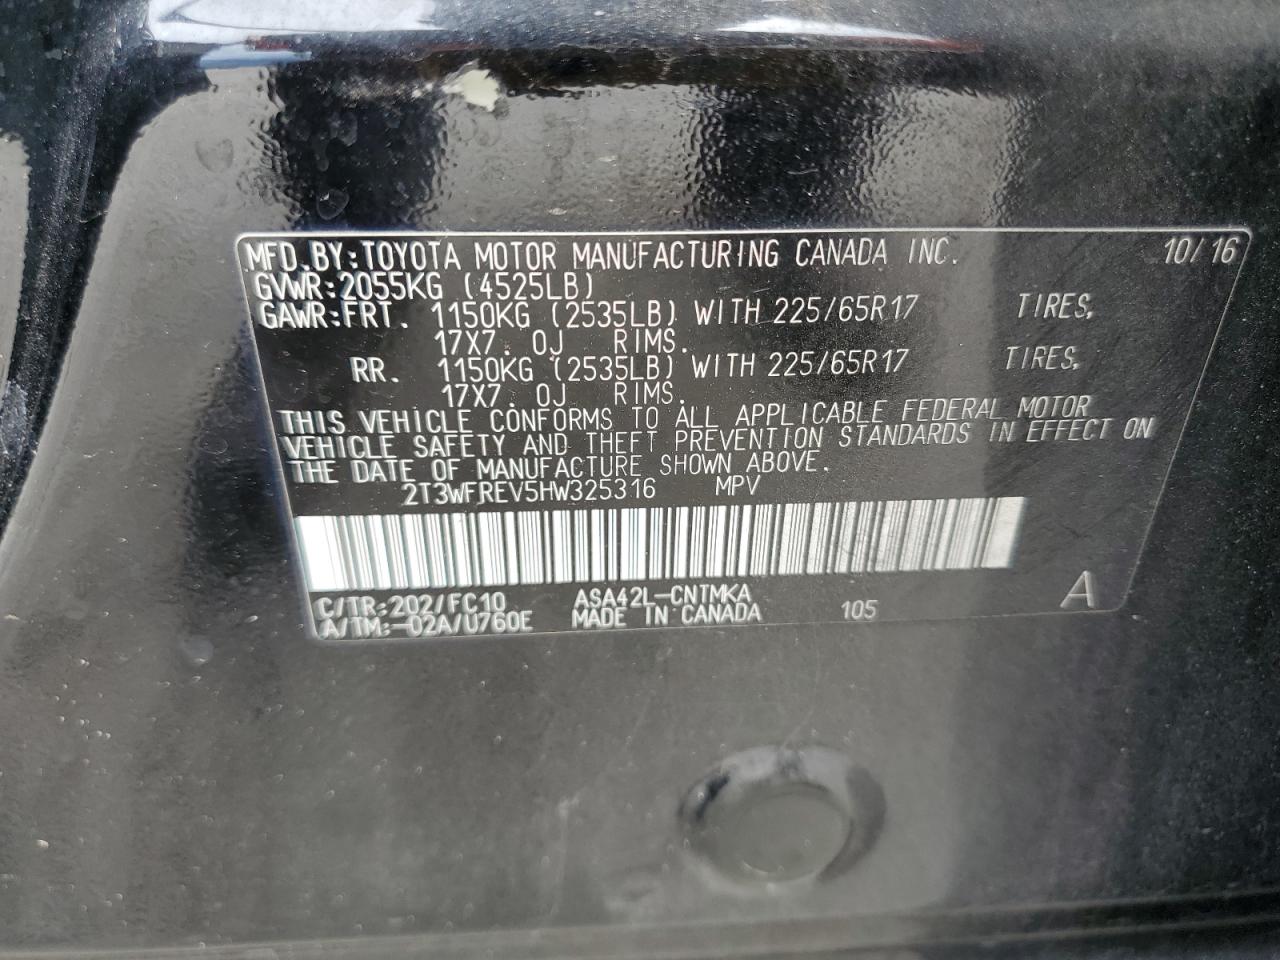 MFD.BY:TOYOTA MOTOR MANUFACTURING CANADA INC. 10/16
GVWR:2055KG (4525LB)
GAWR:FRT. 1150KG (2535LB) WITH 225/65R17 TIRES,
17X7. 0J RIMS.
RR. 1150KG (2535LB) WITH 225/65R17 TIRES,
17X7. 0J RIMS.
THIS VEHICLE CONFORMS TO ALL APPLICABLE FEDERAL MOTOR
VEHICLE SAFETY AND THEFT PREVENTION STANDARDS IN EFFECT ON
THE DATE OF MANUFACTURE SHOWN ABOVE.
2T3WFREV5HW325316 MPV
C/TR:202/FC10 ASA42L-CNTMKA A
A/TM:-02A/U760E MADE IN CANADA 105